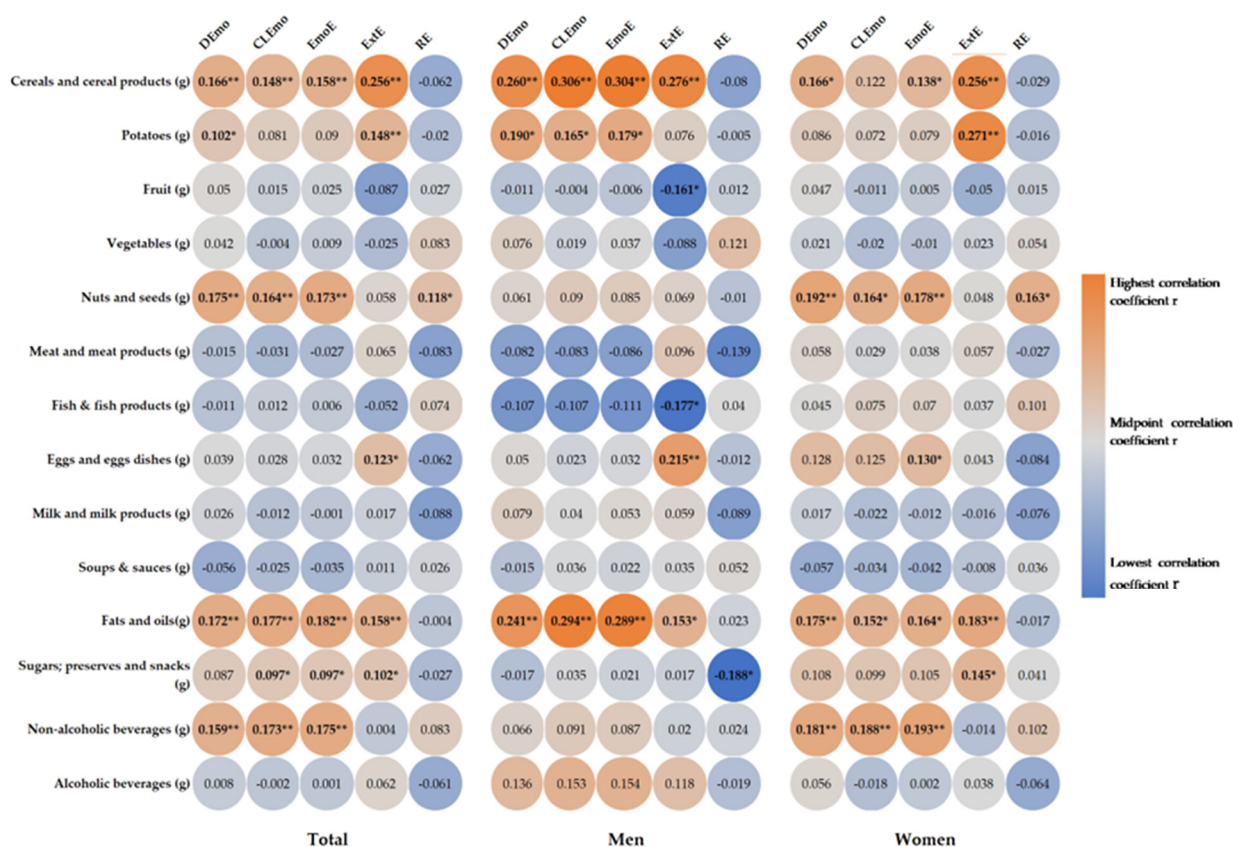 DEmo CLEmo EmoE ExtE RE DEmo CLEmo EmoE ExtE RE DEmo CLEmo EmoE ExtE RE
Cereals and cereal products (g) 0.166** 0.148** 0.158** 0.256** -0.062 0.260** 0.306** 0.304** 0.276** -0.08 0.166* 0.122 0.138* 0.256** -0.029
Potatoes (g) 0.102* 0.081 0.09 0.148** -0.02 0.190* 0.165* 0.179* 0.076 -0.005 0.086 0.072 0.079 0.271** -0.016
Fruit (g) 0.05 0.015 0.025 -0.087 0.027 -0.011 -0.004 -0.006 -0.161* 0.012 0.047 -0.011 0.005 -0.05 0.015
Vegetables (g) 0.042 -0.004 0.009 -0.025 0.083 0.076 0.019 0.037 -0.088 0.121 0.021 -0.02 -0.01 0.023 0.054
Nuts and seeds (g) 0.175** 0.164** 0.173** 0.058 0.118* 0.061 0.09 0.085 0.069 -0.01 0.192** 0.164* 0.178** 0.048 0.163*
Meat and meat products (g) -0.015 -0.031 -0.027 0.065 -0.083 -0.082 -0.083 -0.086 0.096 -0.139 0.058 0.029 0.038 0.057 -0.027
Fish & fish products (g) -0.011 0.012 0.006 -0.052 0.074 -0.107 -0.107 -0.111 -0.177* 0.04 0.045 0.075 0.07 0.037 0.101
Eggs and eggs dishes (g) 0.039 0.028 0.032 0.123* -0.062 0.05 0.023 0.032 0.215** -0.012 0.128 0.125 0.130* 0.043 -0.084
Milk and milk products (g) 0.026 -0.012 -0.001 0.017 -0.088 0.079 0.04 0.053 0.059 -0.089 0.017 -0.022 -0.012 -0.016 -0.076
Soups & sauces (g) -0.056 -0.025 -0.035 0.011 0.026 -0.015 0.036 0.022 0.035 0.052 -0.057 -0.034 -0.042 -0.008 0.036
Fats and oils(g) 0.172** 0.177** 0.182** 0.158** -0.004 0.241** 0.294** 0.289** 0.153* 0.023 0.175** 0.152* 0.164* 0.183** -0.017
Sugars; preserves and snacks
(g) 0.087 0.097* 0.097* 0.102* -0.027 -0.017 0.035 0.021 0.017 -0.188* 0.108 0.099 0.105 0.145* 0.041
Non-alcoholic beverages (g) 0.159** 0.173** 0.175** 0.004 0.083 0.066 0.091 0.087 0.02 0.024 0.181** 0.188** 0.193** -0.014 0.102
Alcoholic beverages (g) 0.008 -0.002 0.001 0.062 -0.061 0.136 0.153 0.154 0.118 -0.019 0.056 -0.018 0.002 0.038 -0.064
Total Men Women
Highest correlation
coefficient r
Midpoint correlation
coefficient r
Lowest correlation
coefficient r